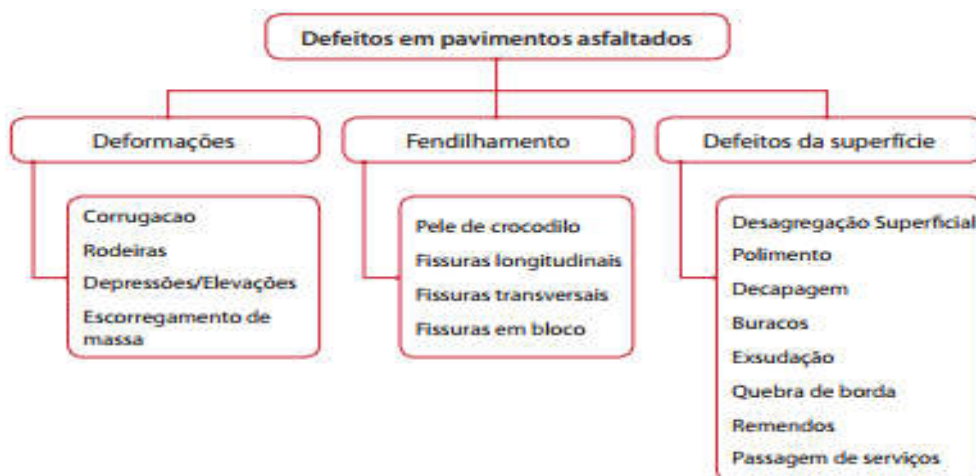 Defeitos em pavimentos asfaltados
Deformações
Fendilhamento
Defeitos da superfície
Corrugacao
Rodeiras
Depressões/Elevações
Escorregamento de
massa
Pele de crocodilo
Fissuras longitudinais
Fissuras transversais
Fissuras em bloco
Desagregação Superficial
Polimento
Decapagem
Buracos
Exsudação
Quebra de borda
Remendos
Passagem de serviços